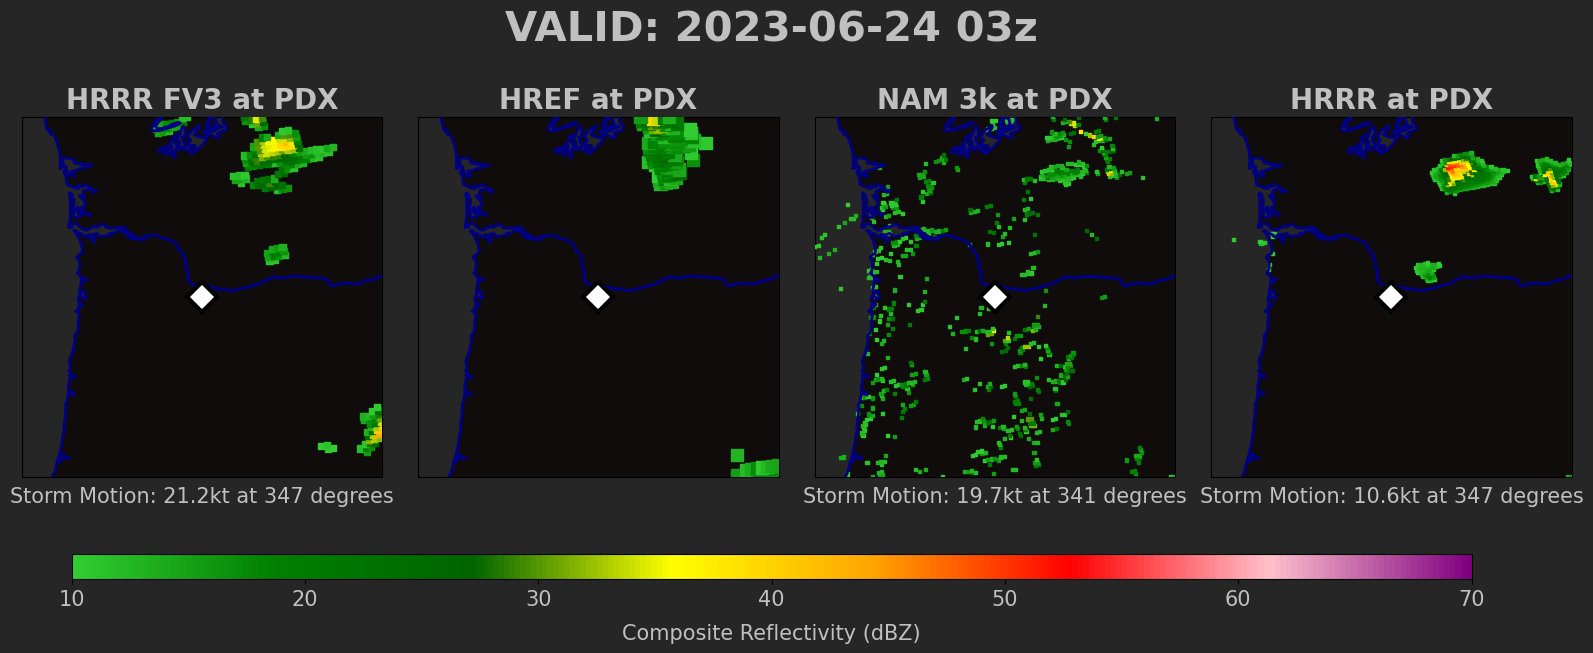 VALID: 2023-06-24 03z
HRRR FV3 at PDX
HREF at PDX
NAM 3k at PDX
HRRR at PDX
Storm Motion: 21.2kt at 347 degrees
Storm Motion: 19.7kt at 341 degrees
Storm Motion: 10.6kt at 347 degrees
10 20 30 40 50 60 70
Composite Reflectivity (dBZ)